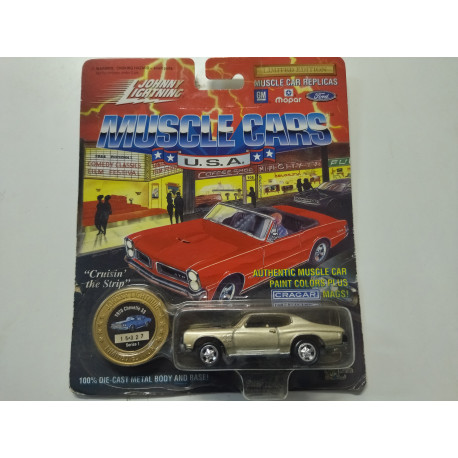 JOHNNY
LIGHTNING
LIMITED EDITION
MUSCLE CAR REPLICAS
GM
Mopar
Ford
MUSCLE CARS
U.S.A.
COMEDY CLASSIC
FILM FESTIVAL
"Cruisin'
the Strip"
AUTHENTIC MUSCLE CAR
PAINT COLORS PLUS
CRAGAR MAGS!
1970 Chevelle SS
Series 1
100% DIE-CAST METAL BODY AND BASE!